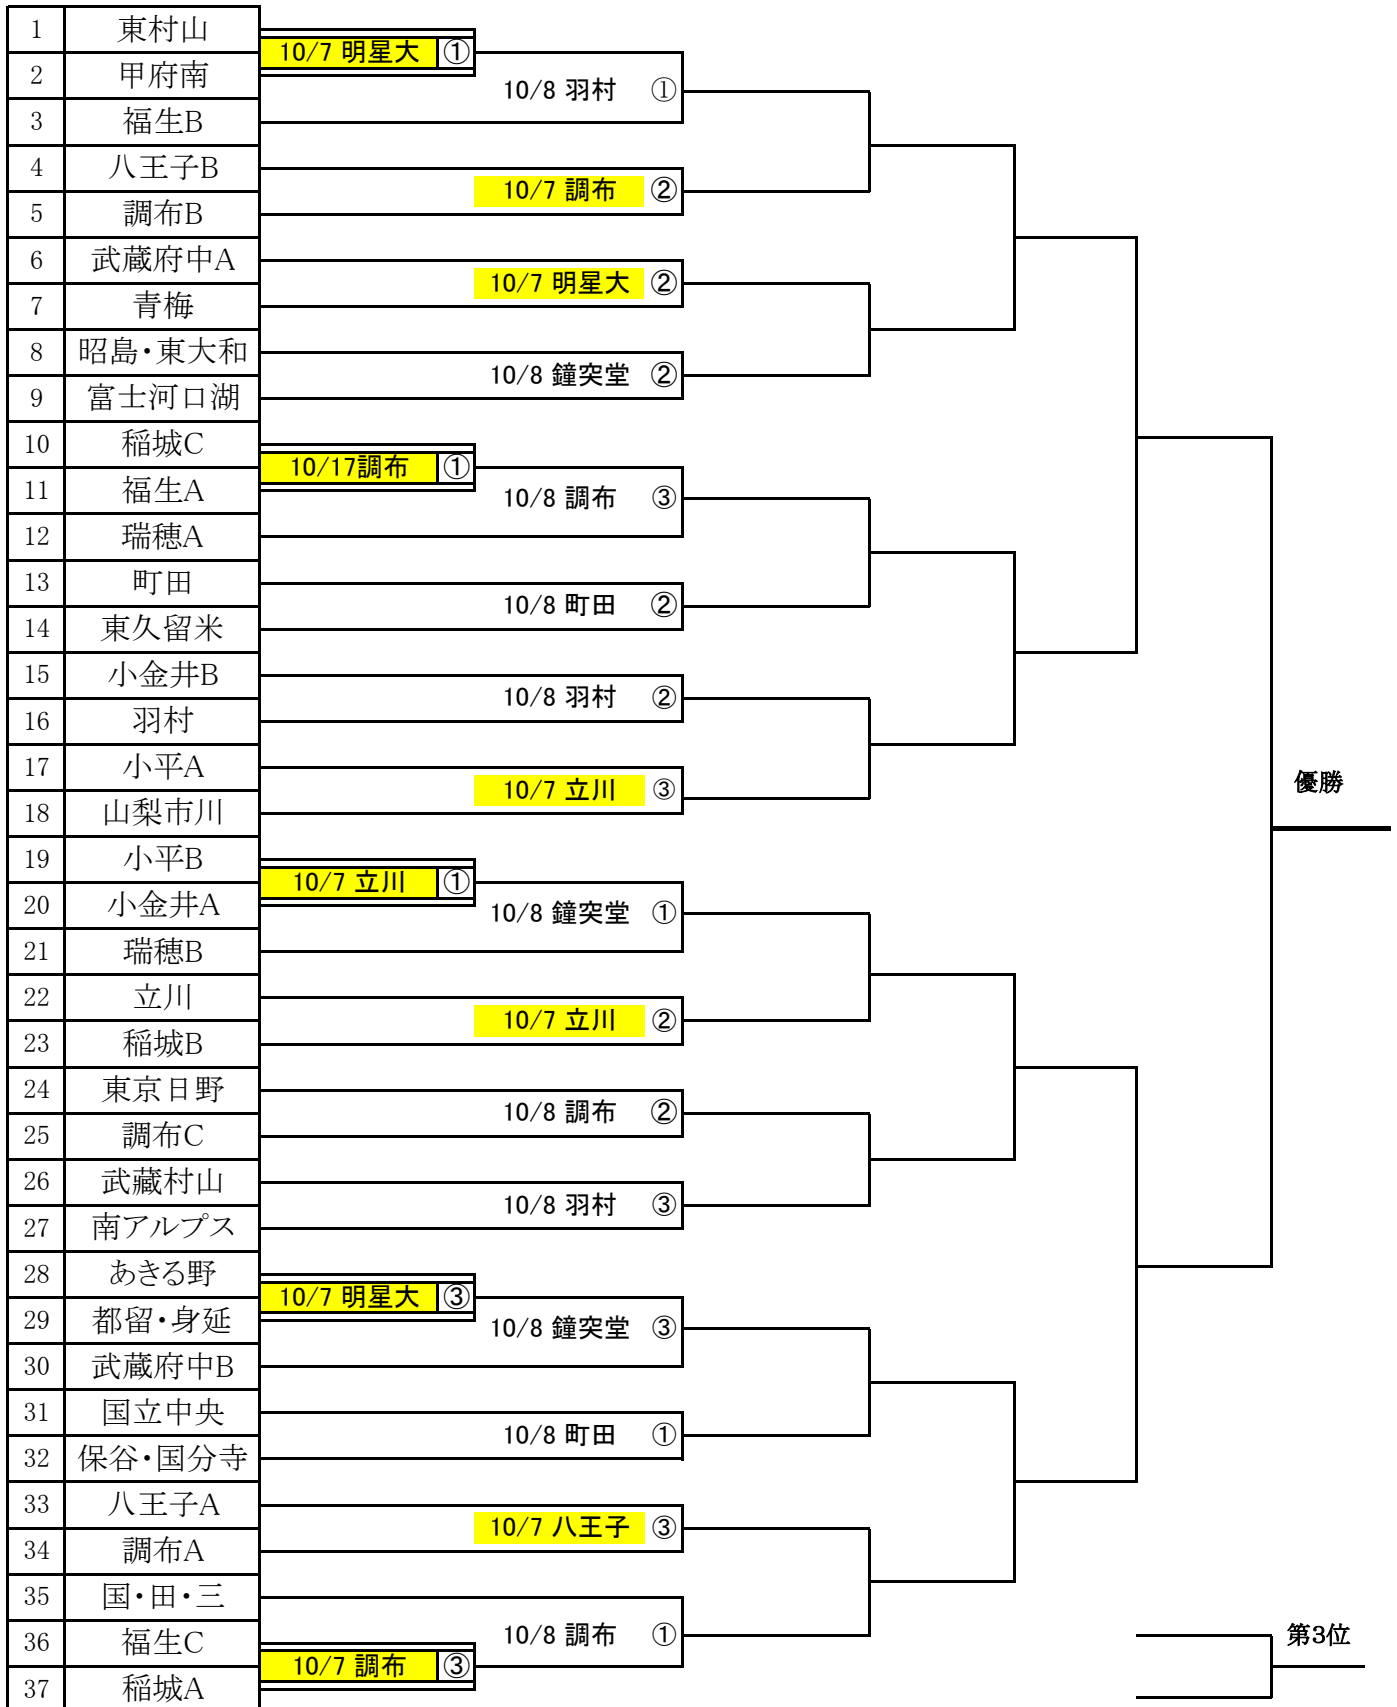 1 東村山
10/7 明星大 ①
2 甲府南
10/8 羽村 ①
3 福生B
4 八王子B
10/7 調布 ②
5 調布B
6 武蔵府中A
10/7 明星大 ②
7 青梅
8 昭島・東大和
10/8 鐘突堂 ②
9 富士河口湖
10 稲城C
10/17調布 ①
11 福生A
10/8 調布 ③
12 瑞穂A
13 町田
10/8 町田 ②
14 東久留米
15 小金井B
10/8 羽村 ②
16 羽村
17 小平A
優勝
10/7 立川 ③
18 山梨市川
19 小平B
10/7 立川 ①
20 小金井A
10/8 鐘突堂 ①
21 瑞穂B
22 立川
10/7 立川 ②
23 稲城B
24 東京日野
10/8 調布 ②
25 調布C
26 武蔵村山
10/8 羽村 ③
27 南アルプス
28 あきる野
10/7 明星大 ③
29 都留・身延
10/8 鐘突堂 ③
30 武蔵府中B
31 国立中央
10/8 町田 ①
32 保谷・国分寺
33 八王子A
10/7 八王子 ③
34 調布A
35 国・田・三
10/8 調布 ①
第3位
36 福生C
10/7 調布 ③
37 稲城A